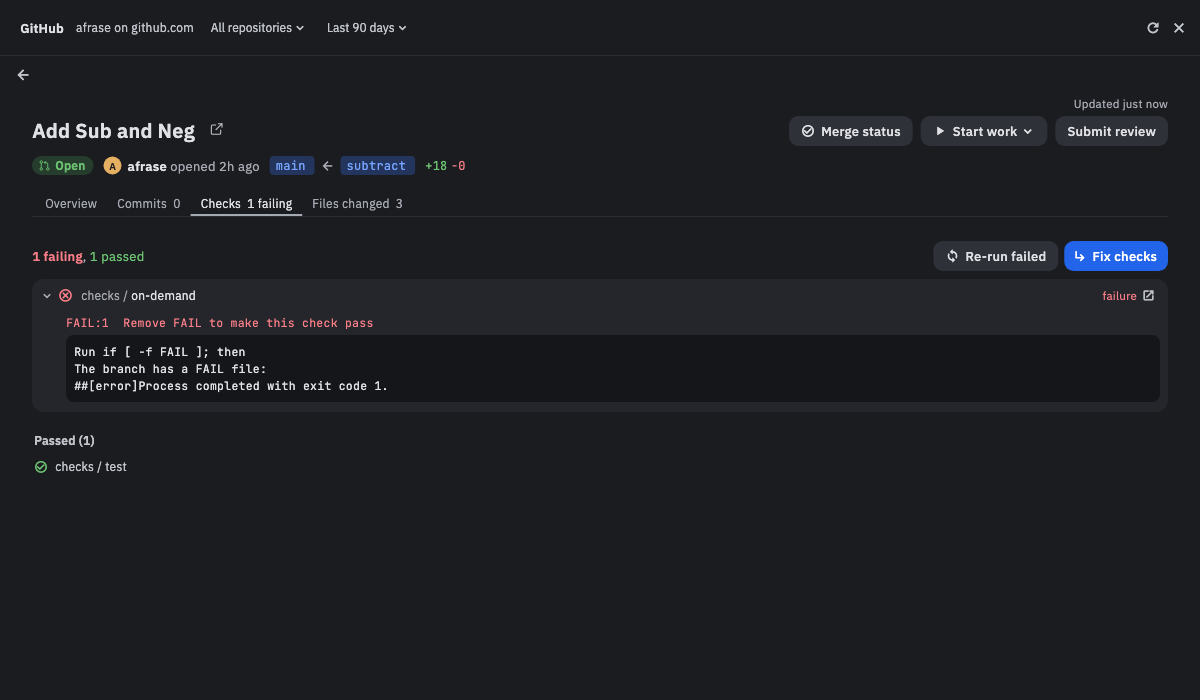 GitHub afrase on github.com All repositories Last 90 days
Updated just now
Add Sub and Neg
Merge status Start work Submit review
Open A afrase opened 2h ago main ← subtract +18 -0
Overview Commits 0 Checks 1 failing Files changed 3
1 failing, 1 passed
Re-run failed Fix checks
checks / on-demand failure
FAIL:1 Remove FAIL to make this check pass
Run if [ -f FAIL ]; then
The branch has a FAIL file:
##[error]Process completed with exit code 1.
Passed (1)
checks / test